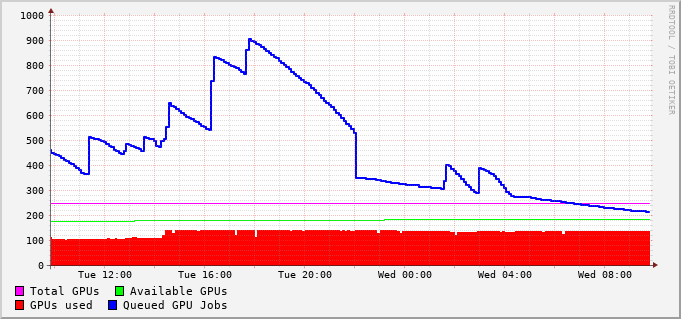 1000
900
800
700
600
500
400
300
200
100
0
Tue 12:00 Tue 16:00 Tue 20:00 Wed 00:00 Wed 04:00 Wed 08:00
Total GPUs Available GPUs
GPUs used Queued GPU Jobs
RRDTOOL / TOBI OETIKER